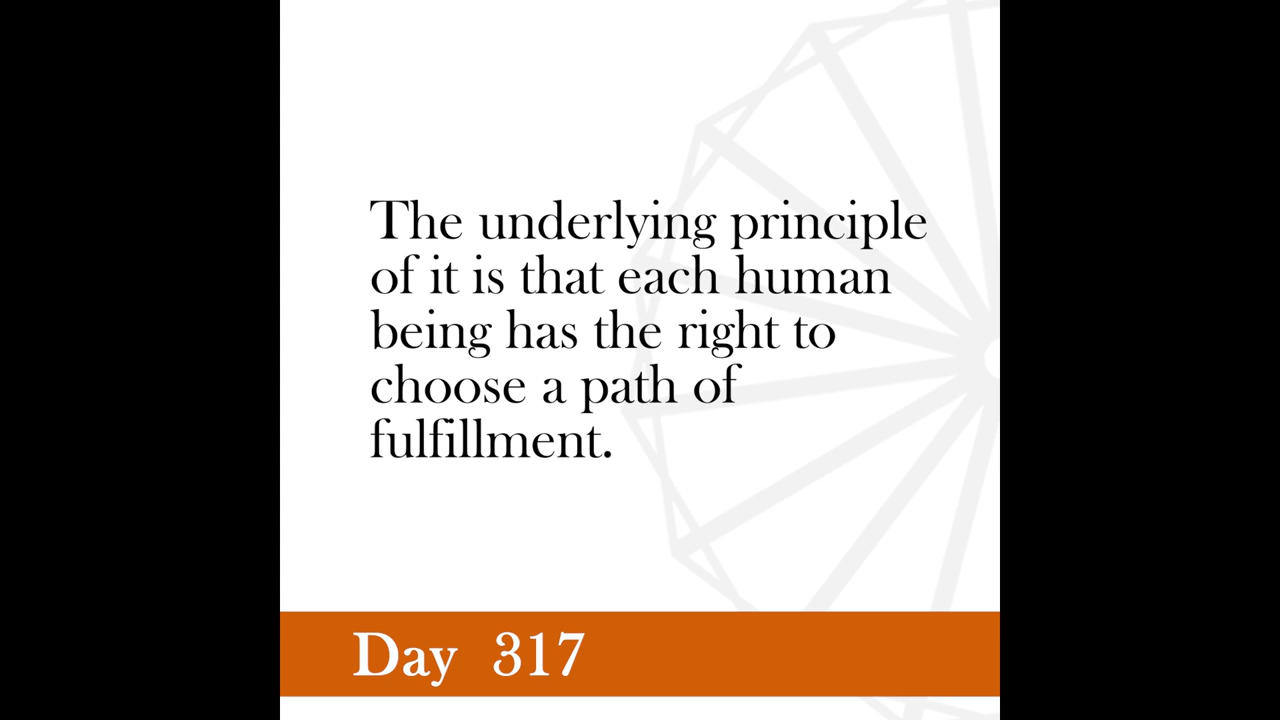 The underlying principle
of it is that each human
being has the right to
choose a path of
fulfillment.
Day 317